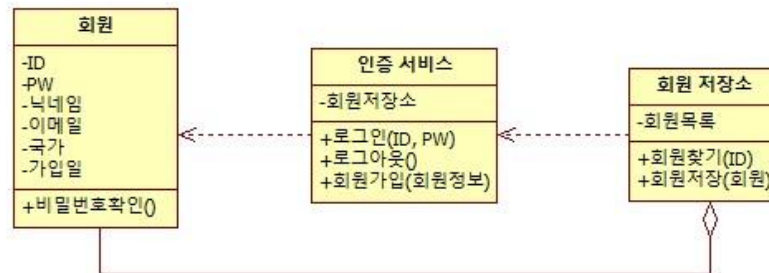 회원
-ID
-PW
-닉네임
-이메일
-국가
-가입일
+비밀번호확인()
인증 서비스
-회원저장소
+로그인(ID, PW)
+로그아웃()
+회원가입(회원정보)
회원 저장소
-회원목록
+회원찾기(ID)
+회원저장(회원)